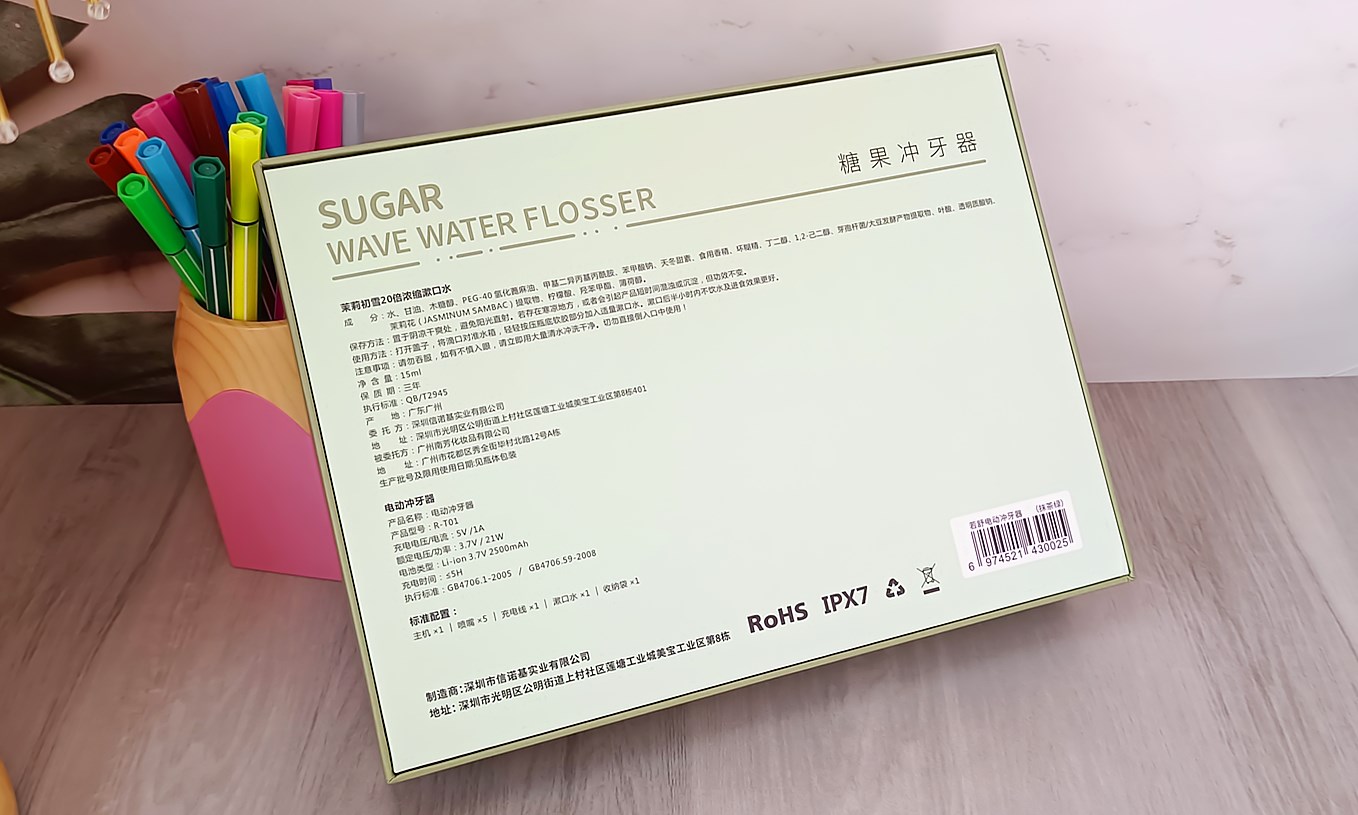 SUGAR
WAVE WATER FLOSSER
糖果冲牙器
茉莉初雪20倍浓缩漱口水
成 分：水、甘油、木糖醇、PEG-40 氢化蓖麻油、甲基二异丙基丙酰胺、苯甲酸钠、天冬甜素、食用香精、环糊精、丁二醇、1,2-己二醇、芽孢杆菌/大豆发酵产物提取物、叶酸、透明质酸钠、
茉莉花（JASMINUM SAMBAC）提取物、柠檬酸、羟苯甲酯、薄荷醇。
保存方法：置于阴凉干爽处，避免阳光直射。若存在寒凉地方，或者会引起产品短时间混浊或沉淀，但功效不变。
使用方法：打开盖子，将滴口对准水箱，轻轻按压瓶底软胶部分加入适量漱口水。漱口后半小时内不饮水及进食效果更好。
注意事项：请勿吞服，如有不慎入眼，请立即用大量清水冲洗干净。切勿直接倒入口中使用！
净 含 量：15ml
保 质 期：三年
执行标准：QB/T2945
产 地：广东广州
委 托 方：深圳信诺基实业有限公司
地 址：深圳市光明区公明街道上村社区莲塘工业城美宝工业区第8栋401
被委托方：广州南芳化妆品有限公司
地 址：广州市花都区秀全街毕村北路12号A栋
生产批号及限用使用日期:见瓶体包装
电动冲牙器
产品名称：电动冲牙器
产品型号：R-T01
充电电压/电流：5V /1A
额定电压/功率：3.7V / 21W
电池类型：Li-ion 3.7V 2500mAh
充电时间：≤5H
执行标准：GB4706.1-2005 / GB4706.59-2008
标准配置：
主机 ×1 | 喷嘴 ×5 | 充电线 ×1 | 漱口水 ×1 | 收纳袋 ×1
制造商：深圳市信诺基实业有限公司
地址：深圳市光明区公明街道上村社区莲塘工业城美宝工业区第8栋
RoHS IPX7
若舒电动冲牙器 （抹茶绿）
6 974521 430025